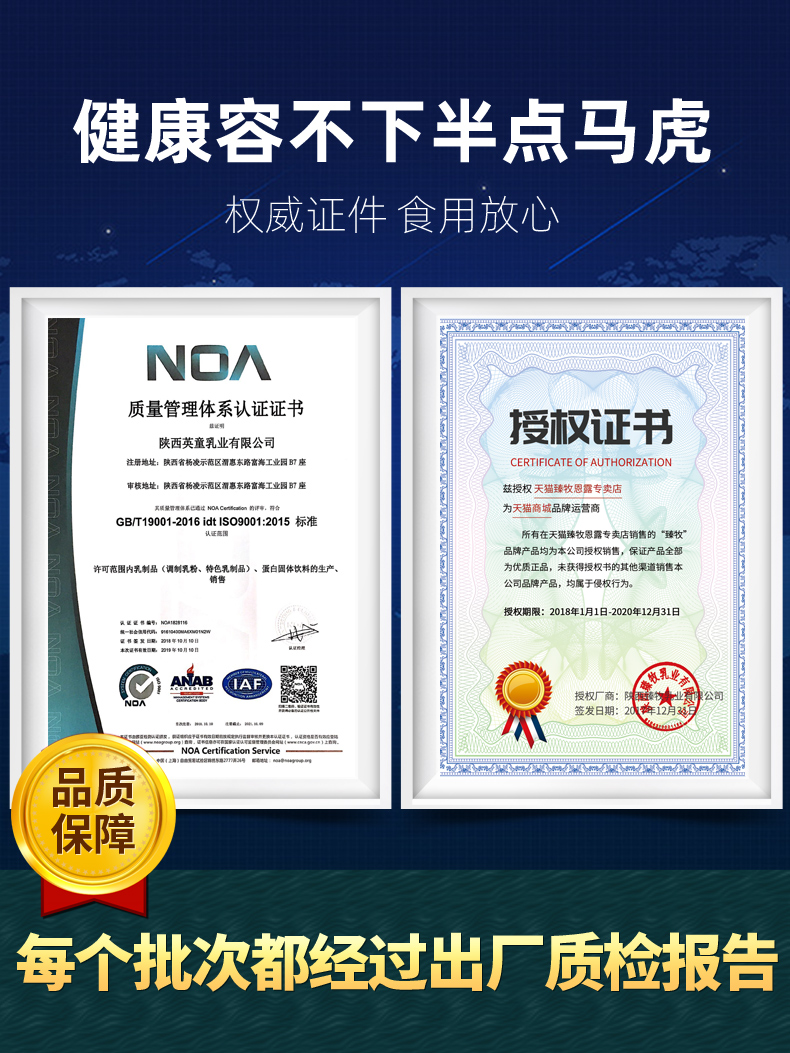 健康容不下半点马虎
权威证件 食用放心
NOA
质量管理体系认证证书
兹证明
陕西英童乳业有限公司
注册地址：陕西省杨凌示范区渭惠东路富海工业园 B7 座
审核地址：陕西省杨凌示范区渭惠东路富海工业园 B7 座
其质量管理体系已通过 NOA Certification 的评审，符合
GB/T19001-2016 idt ISO9001:2015 标准
认证范围
许可范围内乳制品（调制乳粉、特色乳制品）、蛋白固体饮料的生产、
销售
认 证 证 书 编 号：NOA1828116
证 书 签 发 日 期：2018 年 10 月 10 日
本次证书有效日期：2019 年 10 月 10 日
认证经理
NOA
ISO 9001
ANAB
ACCREDITED
IAF
NOA Certification Service
授权证书
CERTIFICATE OF AUTHORIZATION
兹授权 天猫臻牧恩露专卖店
为天猫商城品牌运营商
所有在天猫臻牧恩露专卖店销售的“臻牧”
品牌产品均为本公司授权销售，保证产品全部
为优质正品，未获得授权书的其他渠道销售本
公司品牌产品，均属于侵权行为。
授权期限：2018年1月1日-2020年12月31日
授权厂商：陕西臻牧乳业有限公司
签发日期：2017年12月31日
品质
保障
每个批次都经过出厂质检报告